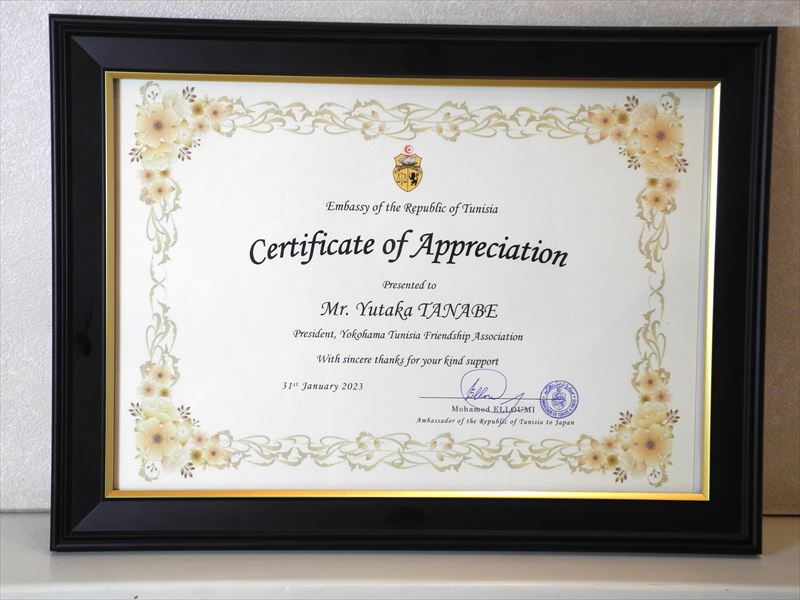 Embassy of the Republic of Tunisia
Certificate of Appreciation
Presented to
Mr. Yutaka TANABE
President, Yokohama Tunisia Friendship Association
With sincere thanks for your kind support
31st January 2023
Mohamed ELLOUMI
Ambassador of the Republic of Tunisia to Japan